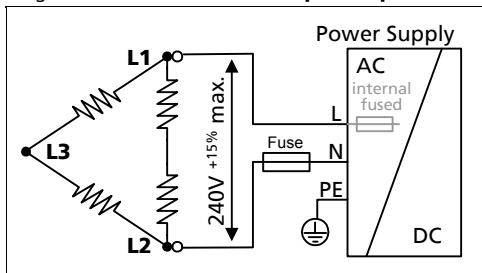 Power Supply
L1
AC
internal
fused
L
240V +15% max.
Fuse
N
L3
PE
L2
DC